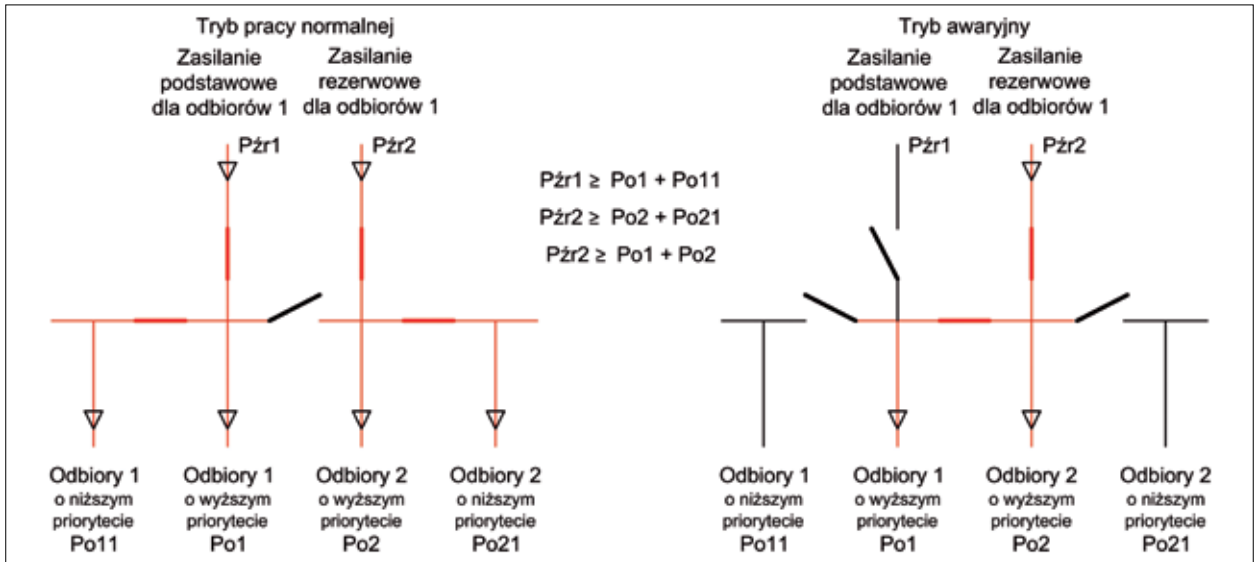 Tryb pracy normalnej
Zasilanie
podstawowe
dla odbiorów 1
Zasilanie
rezerwowe
dla odbiorów 1
Pźr1
Pźr2
Odbiory 1
o niższym
priorytecie
Po11
Odbiory 1
o wyższym
priorytecie
Po1
Odbiory 2
o wyższym
priorytecie
Po2
Odbiory 2
o niższym
priorytecie
Po21
Pźr1 ≥ Po1 + Po11
Pźr2 ≥ Po2 + Po21
Pźr2 ≥ Po1 + Po2
Tryb awaryjny
Zasilanie
podstawowe
dla odbiorów 1
Zasilanie
rezerwowe
dla odbiorów 1
Pźr1
Pźr2
Odbiory 1
o niższym
priorytecie
Po11
Odbiory 1
o wyższym
priorytecie
Po1
Odbiory 2
o wyższym
priorytecie
Po2
Odbiory 2
o niższym
priorytecie
Po21